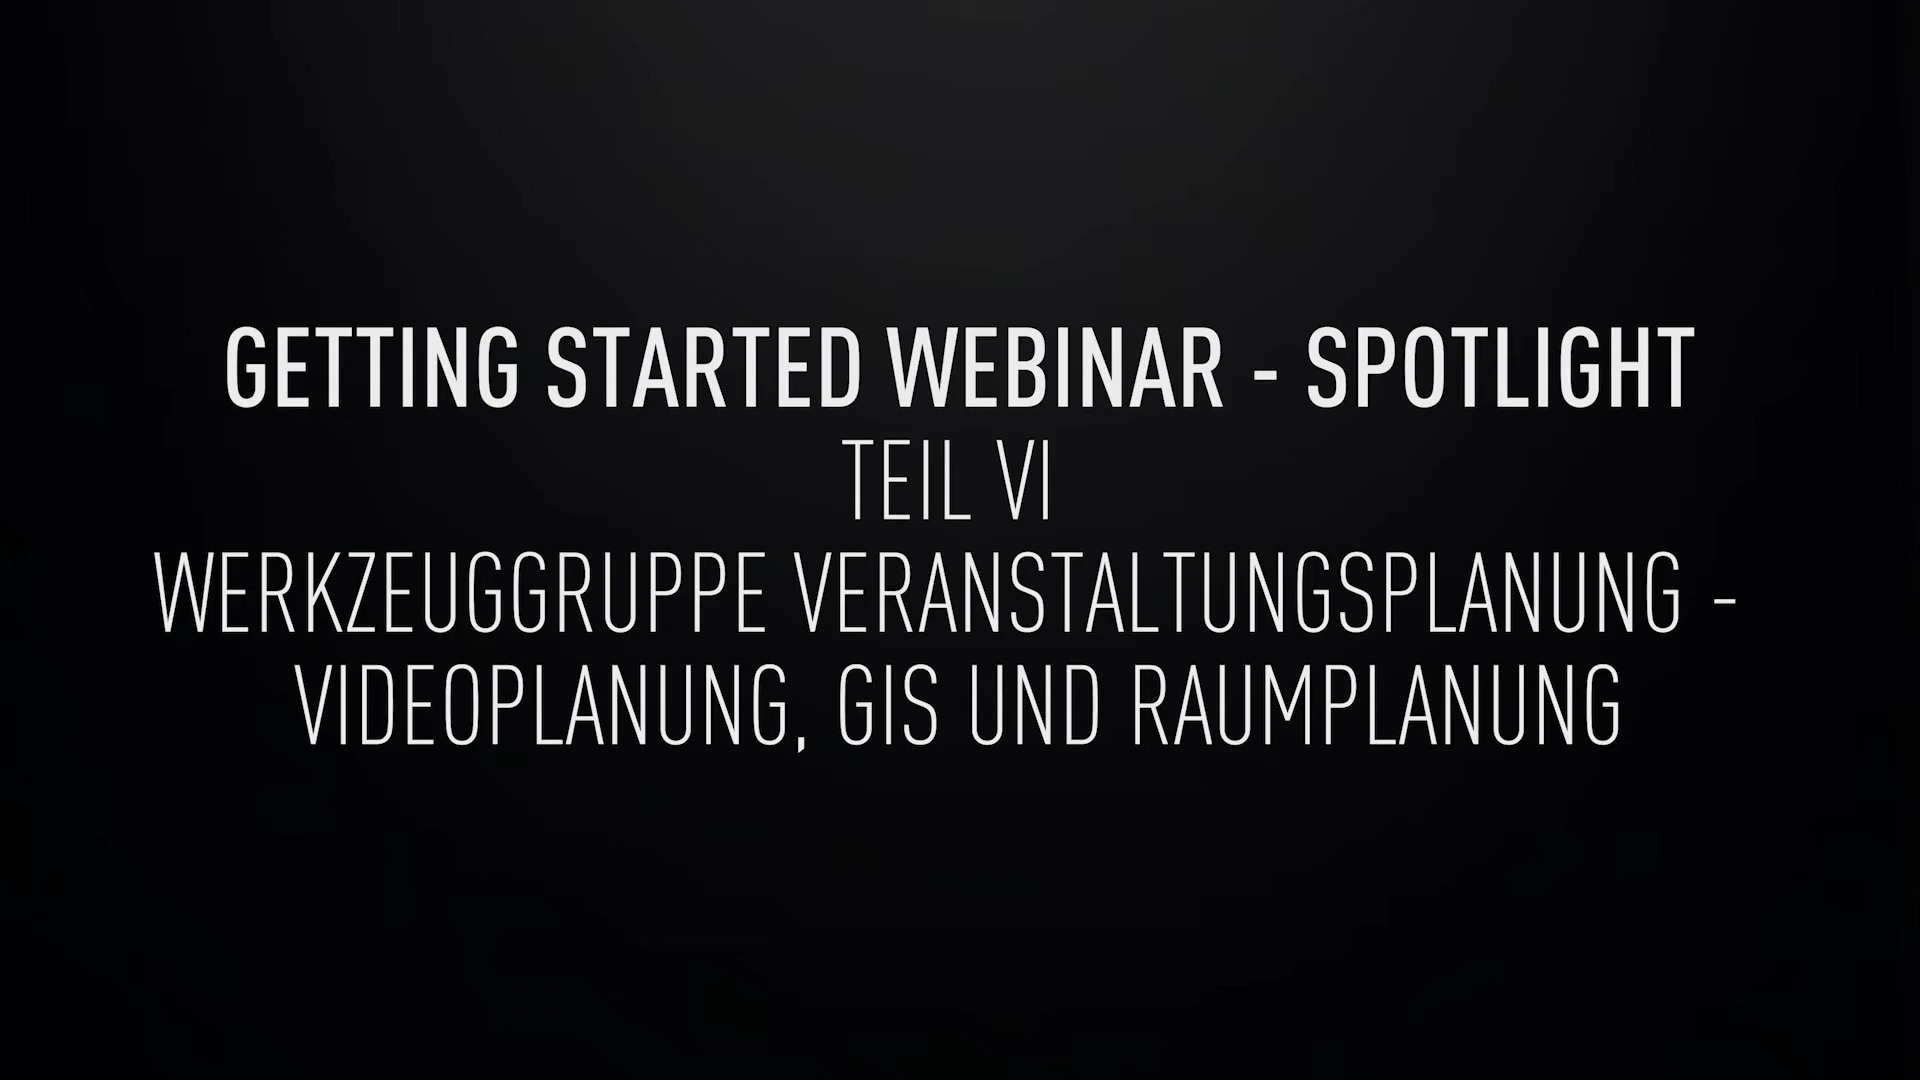 GETTING STARTED WEBINAR - SPOTLIGHT
TEIL VI
WERKZEUGGRUPPE VERANSTALTUNGSPLANUNG -
VIDEOPLANUNG, GIS UND RAUMPLANUNG